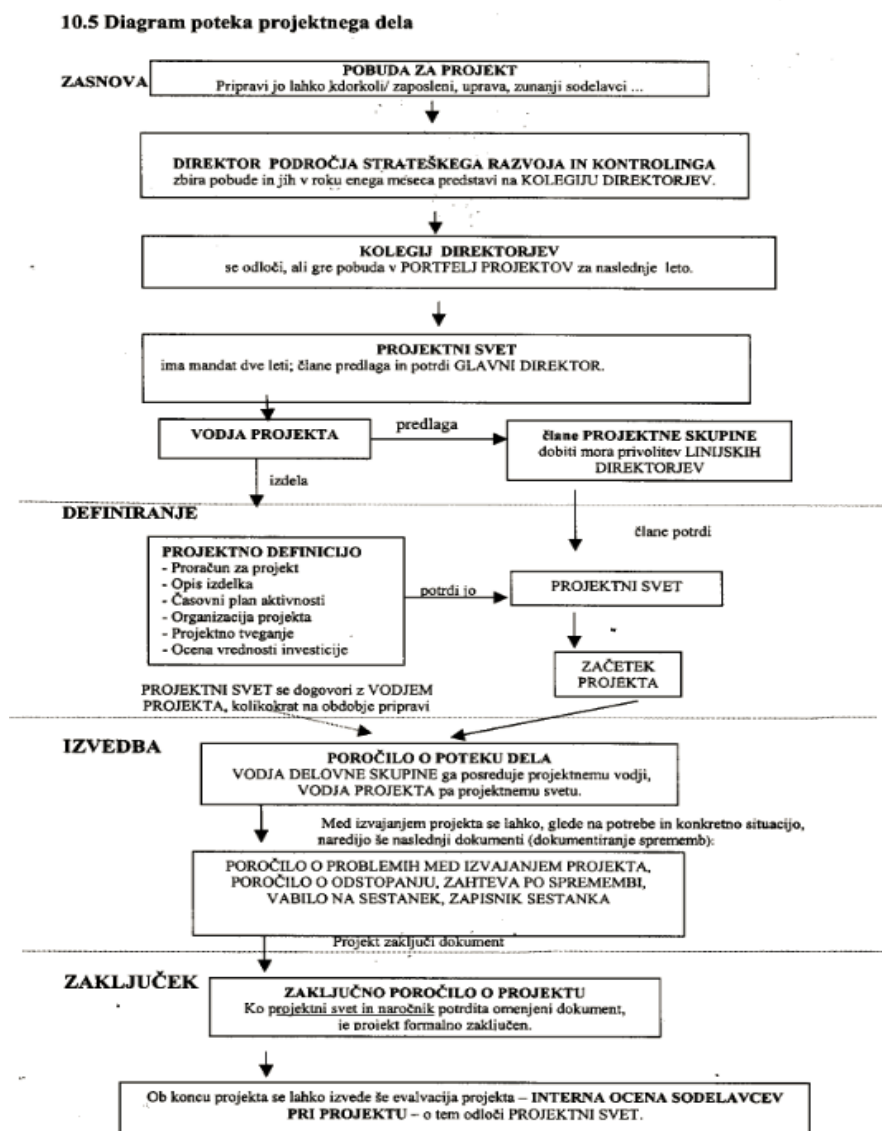 10.5 Diagram poteka projektnega dela
ZASNOVA
POBUDA ZA PROJEKT
Pripravi jo lahko kdorkoli/ zaposleni, uprava, zunanji sodelavci ...
DIREKTOR PODROČJA STRATEŠKEGA RAZVOJA IN KONTROLINGA
zbira pobude in jih v roku enega meseca predstavi na KOLEGIJU DIREKTORJEV.
KOLEGIJ DIREKTORJEV
se odloči, ali gre pobuda v PORTFELJ PROJEKTOV za naslednje leto.
PROJEKTNI SVET
ima mandat dve leti; člane predlaga in potrdi GLAVNI DIREKTOR.
VODJA PROJEKTA
predlaga
člane PROJEKTNE SKUPINE
dobiti mora privolitev LINIJSKIH
DIREKTORJEV
izdela
DEFINIRANJE
člane potrdi
PROJEKTNO DEFINICIJO
- Proračun za projekt
- Opis izdelka
- Časovni plan aktivnosti
- Organizacija projekta
- Projektno tveganje
- Ocena vrednosti investicije
potrdi jo
PROJEKTNI SVET
ZAČETEK
PROJEKTA
PROJEKTNI SVET se dogovori z VODJEM
PROJEKTA, kolikokrat na obdobje pripravi
IZVEDBA
POROČILO O POTEKU DELA
VODJA DELOVNE SKUPINE ga posreduje projektnemu vodji,
VODJA PROJEKTA pa projektnemu svetu.
Med izvajanjem projekta se lahko, glede na potrebe in konkretno situacijo,
naredijo še naslednji dokumenti (dokumentiranje sprememb):
POROČILO O PROBLEMIH MED IZVAJANJEM PROJEKTA,
POROČILO O ODSTOPANJU, ZAHTEVA PO SPREMEMBI,
VABILO NA SESTANEK, ZAPISNIK SESTANKA
Projekt zaključi dokument
ZAKLJUČEK
ZAKLJUČNO POROČILO O PROJEKTU
Ko projektni svet in naročnik potrdita omenjeni dokument,
je projekt formalno zaključen.
Ob koncu projekta se lahko izvede še evalvacija projekta – INTERNA OCENA SODELAVCEV
PRI PROJEKTU – o tem odloči PROJEKTNI SVET.